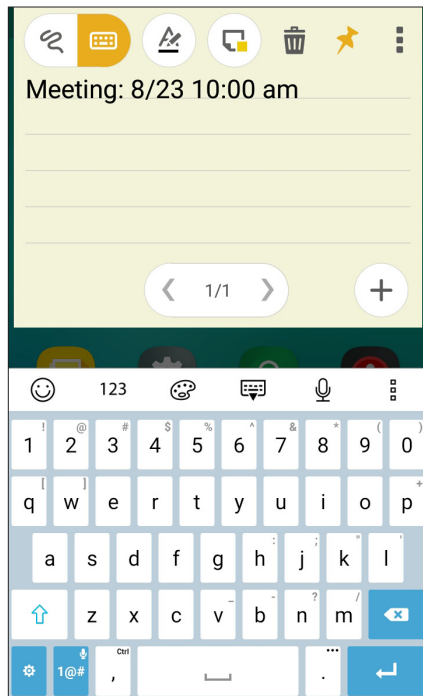 Meeting: 8/23 10:00 am
1/1
123
! @ # $ % ^ & * ( )
1 2 3 4 5 6 7 8 9 0
[ ] +
q w e r t y u i o p
: ; " '
a s d f g h j k l
_ - ? /
z x c v b n m
Ctrl •••
1@# , .